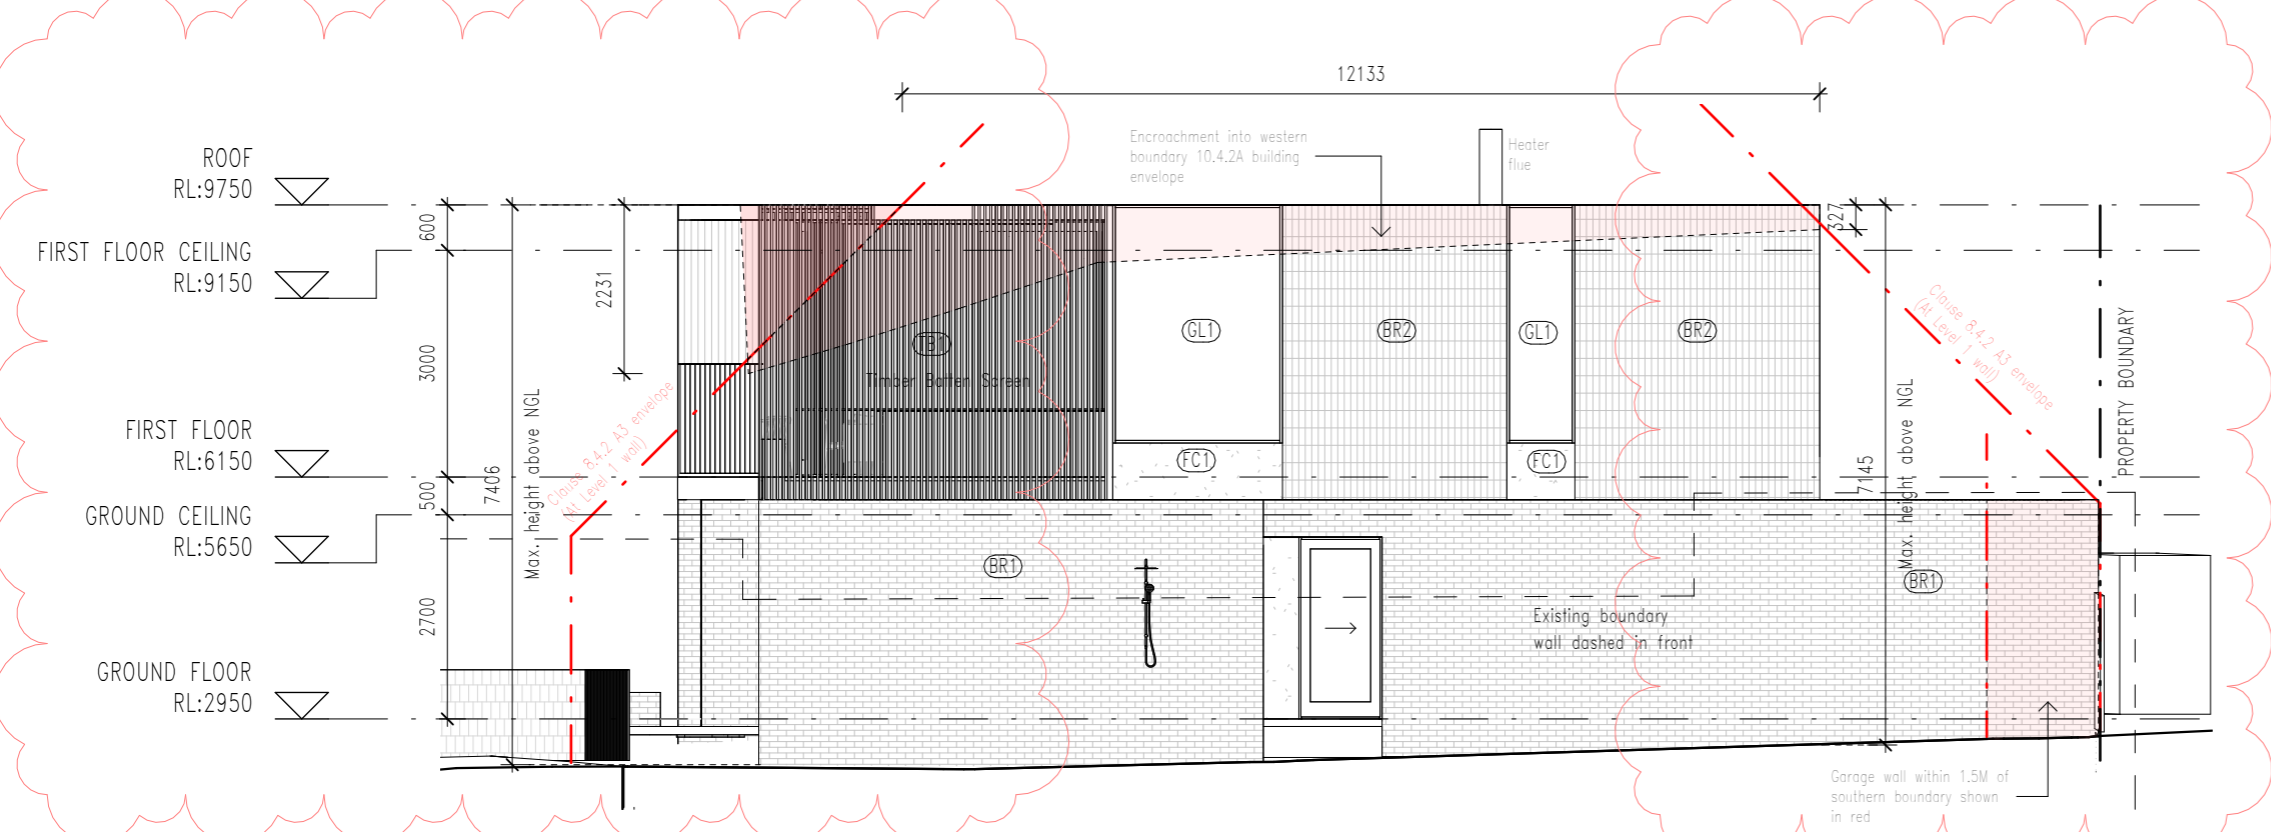 12133
Encroachment into western
boundary 10.4.2A building
envelope
Heater
flue
ROOF
RL:9750
600
327
FIRST FLOOR CEILING
RL:9150
2231
Clause 8.4.2 A3 envelope
(At Level 1 wall)
PROPERTY BOUNDARY
GL1
BR2
GL1
BR2
TB1
Timber Batten Screen
3000
Max. height above NGL
7406
Clause 8.4.2 A3 envelope
(At Level 1 wall)
FIRST FLOOR
RL:6150
FC1
FC1
7145
Max. height above NGL
500
GROUND CEILING
RL:5650
BR1
BR1
2700
Existing boundary
wall dashed in front
GROUND FLOOR
RL:2950
Garage wall within 1.5M of
southern boundary shown
in red